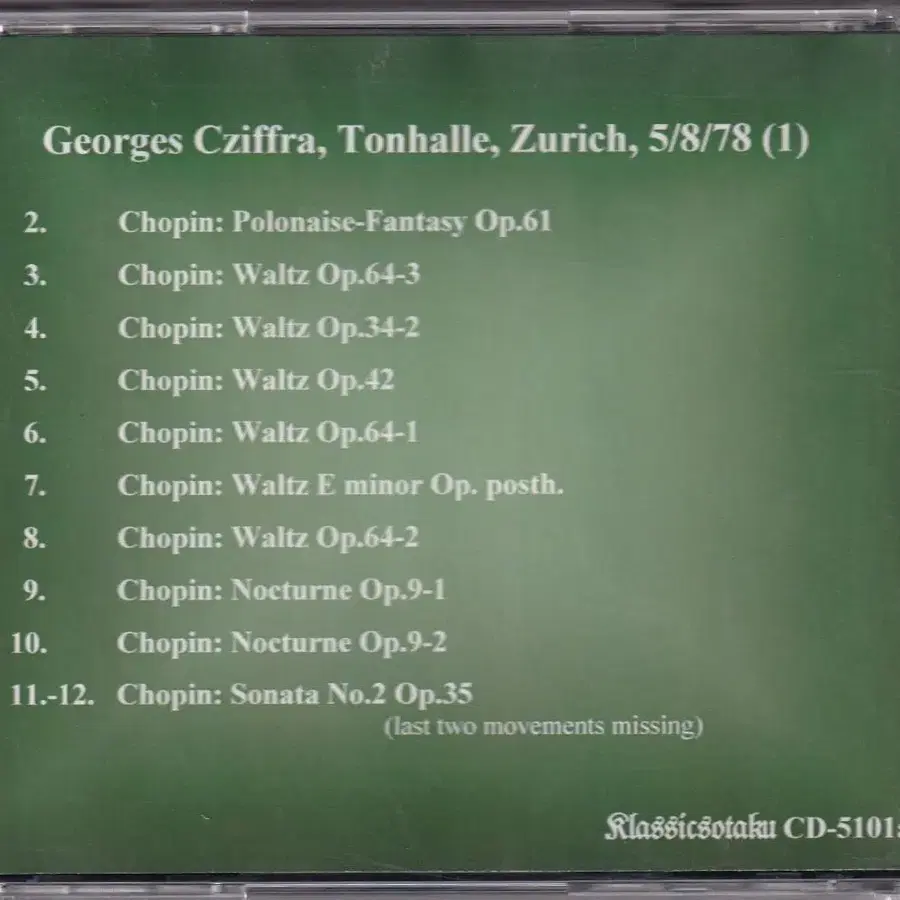 Georges Cziffra, Tonhalle, Zurich, 5/8/78 (1)
2. Chopin: Polonaise-Fantasy Op.61
3. Chopin: Waltz Op.64-3
4. Chopin: Waltz Op.34-2
5. Chopin: Waltz Op.42
6. Chopin: Waltz Op.64-1
7. Chopin: Waltz E minor Op. posth.
8. Chopin: Waltz Op.64-2
9. Chopin: Nocturne Op.9-1
10. Chopin: Nocturne Op.9-2
11.-12. Chopin: Sonata No.2 Op.35
(last two movements missing)
Klassicsotaku CD-5101